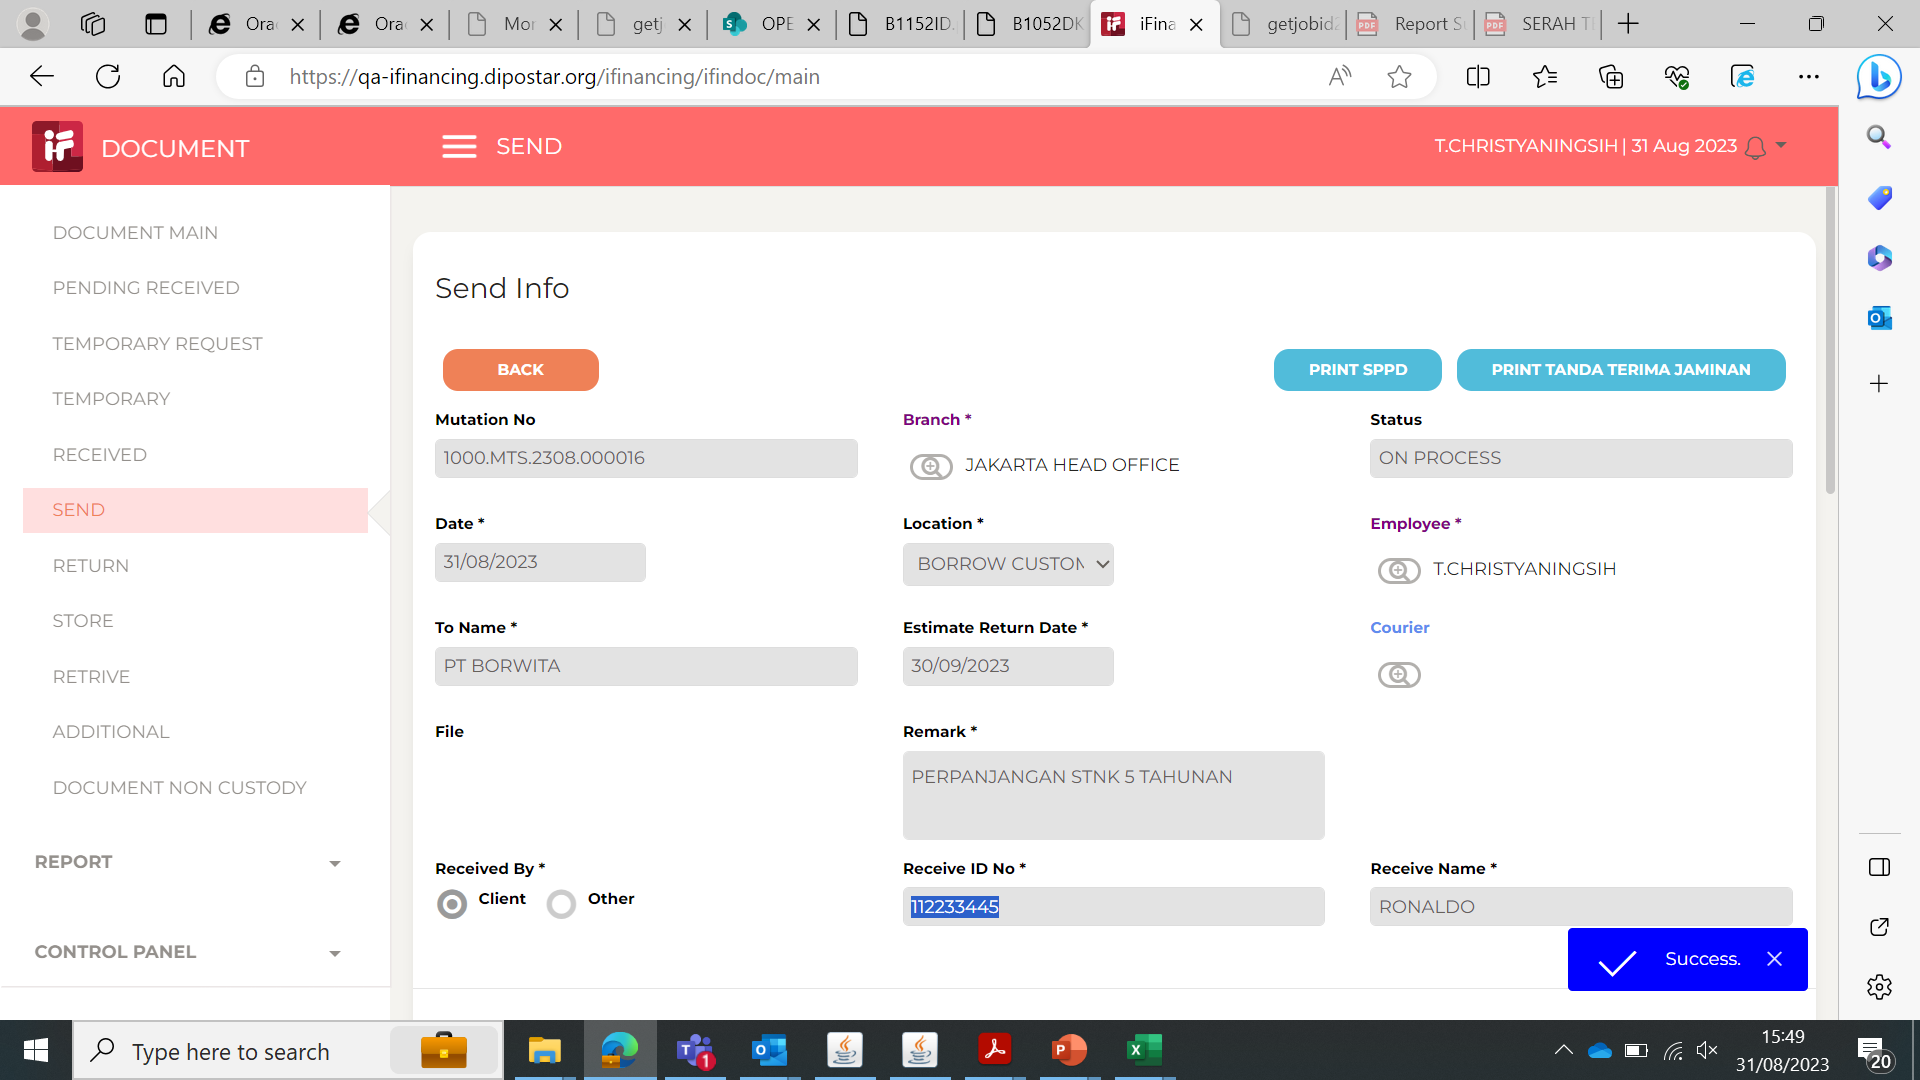 Ora
Ora
Mor
getj
OPE
B1152ID.
B1052DK
iFina
getjobid2
Report S
SERAH T
https://qa-ifinancing.dipostar.org/ifinancing/ifindoc/main
iF DOCUMENT
SEND
T.CHRISTYANINGSIH | 31 Aug 2023
DOCUMENT MAIN
PENDING RECEIVED
TEMPORARY REQUEST
TEMPORARY
RECEIVED
SEND
RETURN
STORE
RETRIVE
ADDITIONAL
DOCUMENT NON CUSTODY
REPORT
CONTROL PANEL
Send Info
BACK
PRINT SPPD
PRINT TANDA TERIMA JAMINAN
Mutation No
1000.MTS.2308.000016
Branch *
JAKARTA HEAD OFFICE
Status
ON PROCESS
Date *
31/08/2023
Location *
BORROW CUSTOM
Employee *
T.CHRISTYANINGSIH
To Name *
PT BORWITA
Estimate Return Date *
30/09/2023
Courier
File
Remark *
PERPANJANGAN STNK 5 TAHUNAN
Received By *
Client
Other
Receive ID No *
112233445
Receive Name *
RONALDO
Success.
Type here to search
1
15:49
31/08/2023
20